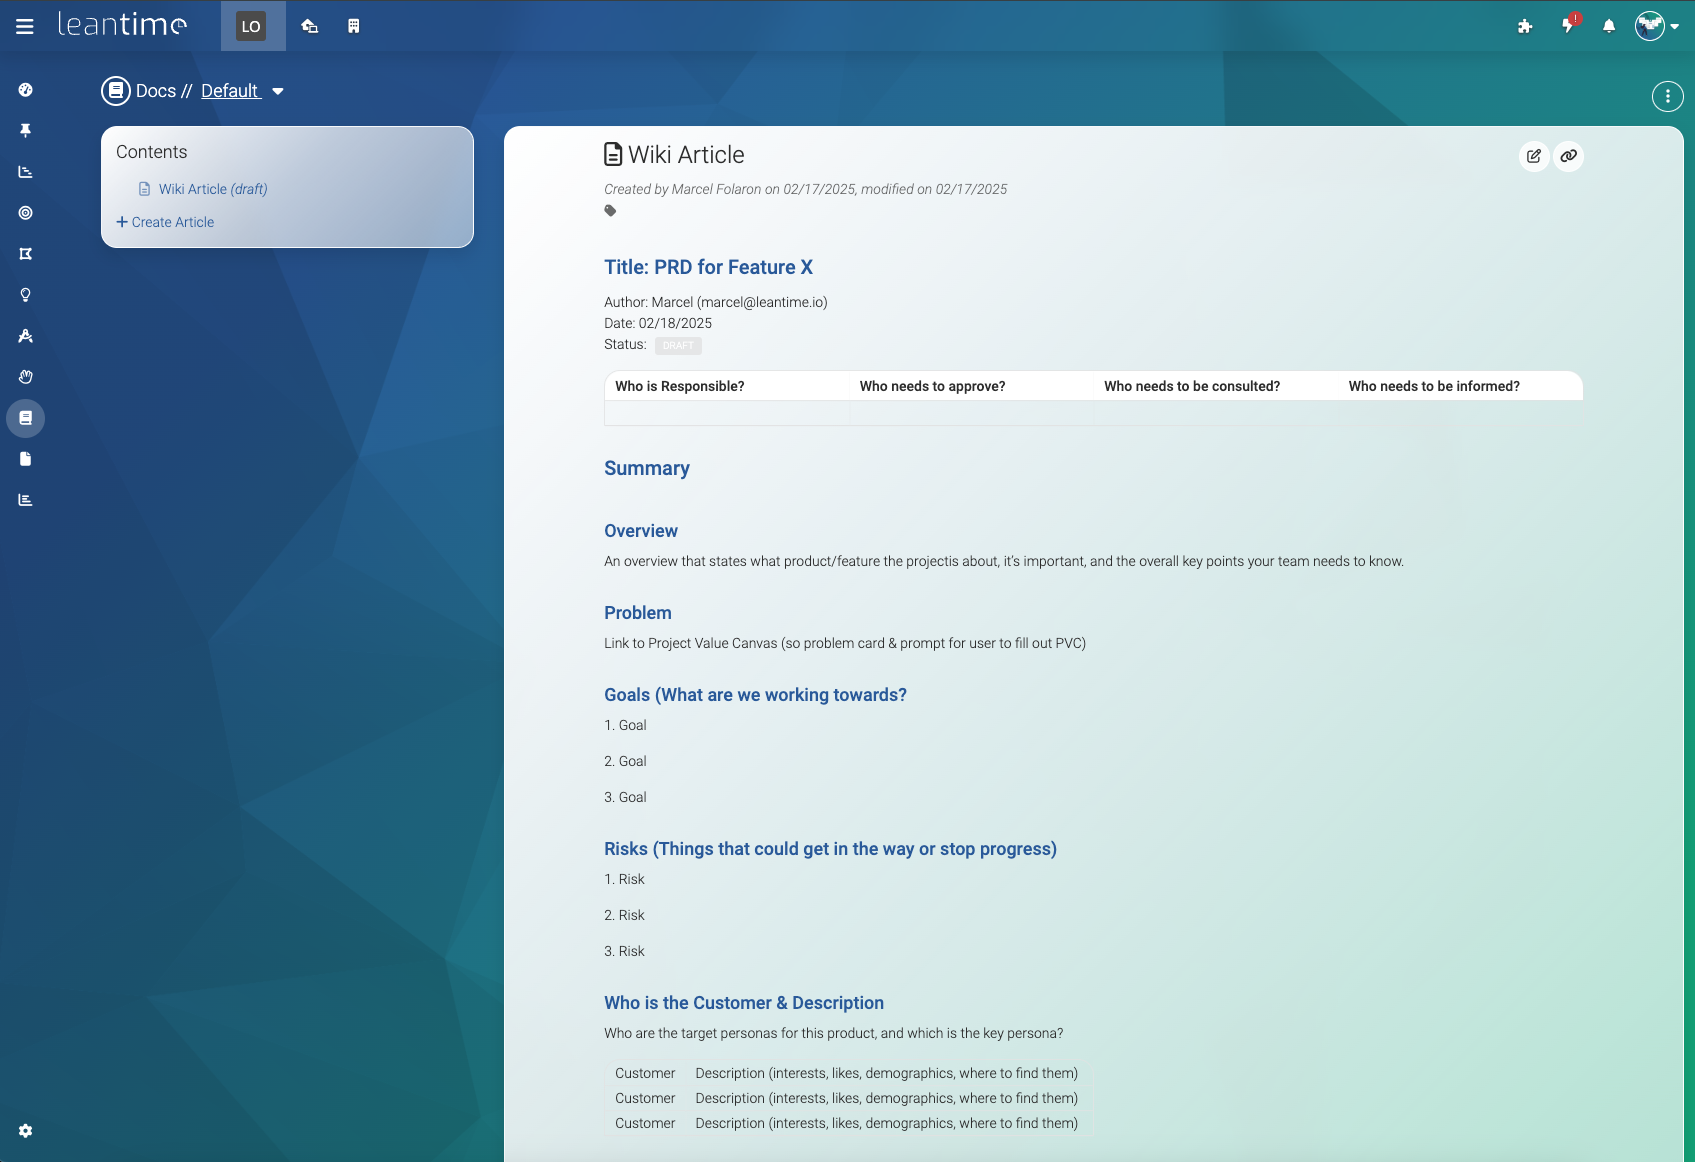 leantime
LO
!
Docs // Default
Contents
Wiki Article (draft)
+ Create Article
Wiki Article
Created by Marcel Folaron on 02/17/2025, modified on 02/17/2025
Title: PRD for Feature X
Author: Marcel (marcel@leantime.io)
Date: 02/18/2025
Status: DRAFT
Who is Responsible? Who needs to approve? Who needs to be consulted? Who needs to be informed?
Summary
Overview
An overview that states what product/feature the projectis about, it's important, and the overall key points your team needs to know.
Problem
Link to Project Value Canvas (so problem card & prompt for user to fill out PVC)
Goals (What are we working towards?
1. Goal
2. Goal
3. Goal
Risks (Things that could get in the way or stop progress)
1. Risk
2. Risk
3. Risk
Who is the Customer & Description
Who are the target personas for this product, and which is the key persona?
Customer Description (interests, likes, demographics, where to find them)
Customer Description (interests, likes, demographics, where to find them)
Customer Description (interests, likes, demographics, where to find them)